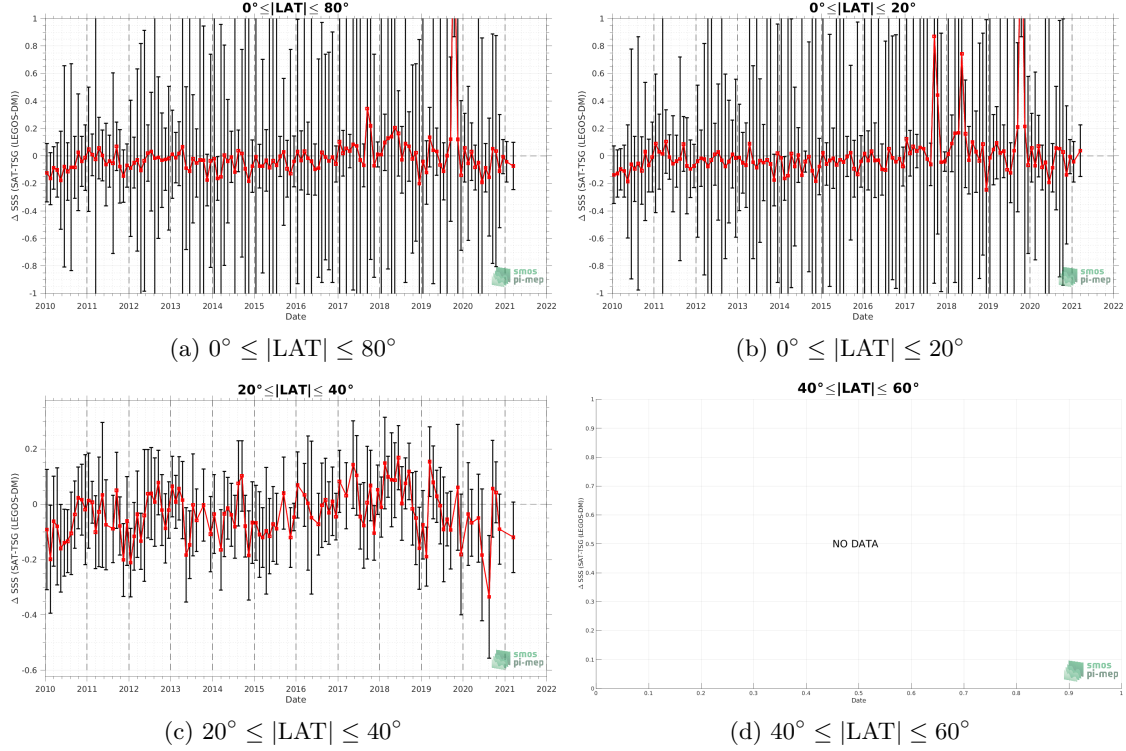 0°≤|LAT|≤ 80°
Δ SSS (SAT-TSG (LEGOS-DM))
1
0.8
0.6
0.4
0.2
0
-0.2
-0.4
-0.6
-0.8
-1
2010 2011 2012 2013 2014 2015 2016 2017 2018 2019 2020 2021 2022
Date
smos
pi-mep
(a) 0° ≤ |LAT| ≤ 80°
0°≤|LAT|≤ 20°
Δ SSS (SAT-TSG (LEGOS-DM))
1
0.8
0.6
0.4
0.2
0
-0.2
-0.4
-0.6
-0.8
-1
2010 2011 2012 2013 2014 2015 2016 2017 2018 2019 2020 2021 2022
Date
smos
pi-mep
(b) 0° ≤ |LAT| ≤ 20°
20°≤|LAT|≤ 40°
Δ SSS (SAT-TSG (LEGOS-DM))
0.2
0
-0.2
-0.4
-0.6
2010 2011 2012 2013 2014 2015 2016 2017 2018 2019 2020 2021 2022
Date
smos
pi-mep
(c) 20° ≤ |LAT| ≤ 40°
40°≤|LAT|≤ 60°
Δ SSS (SAT-TSG (LEGOS-DM))
1
0.9
0.8
0.7
0.6
0.5
0.4
0.3
0.2
0.1
0
NO DATA
0 0.1 0.2 0.3 0.4 0.5 0.6 0.7 0.8 0.9 1
Date
smos
pi-mep
(d) 40° ≤ |LAT| ≤ 60°